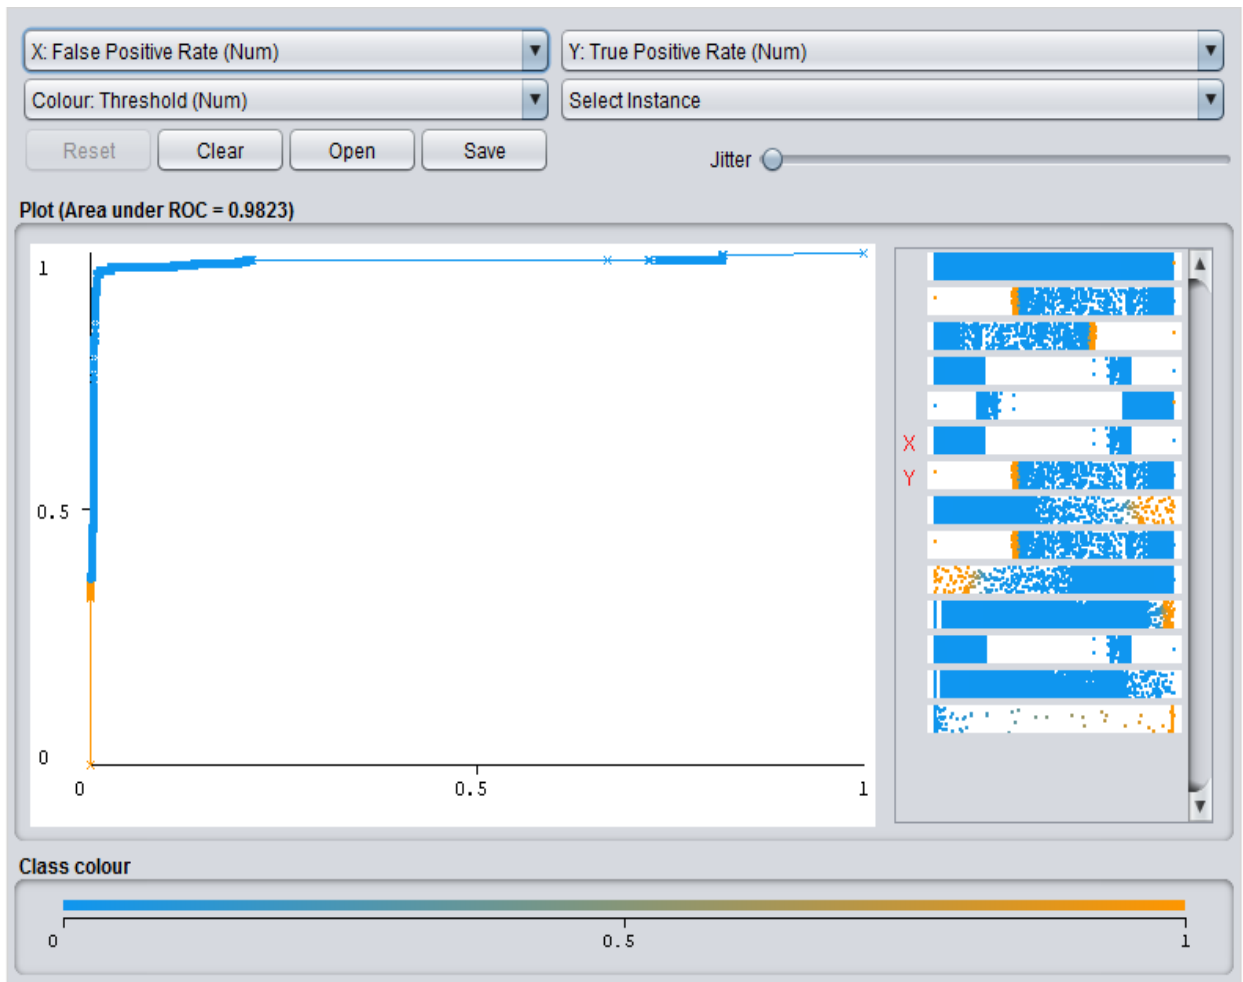 X: False Positive Rate (Num)
Y: True Positive Rate (Num)
Colour: Threshold (Num)
Select Instance
Reset
Clear
Open
Save
Jitter
Plot (Area under ROC = 0.9823)
1
0.5
0
0
0.5
1
X
Y
Class colour
0
0.5
1